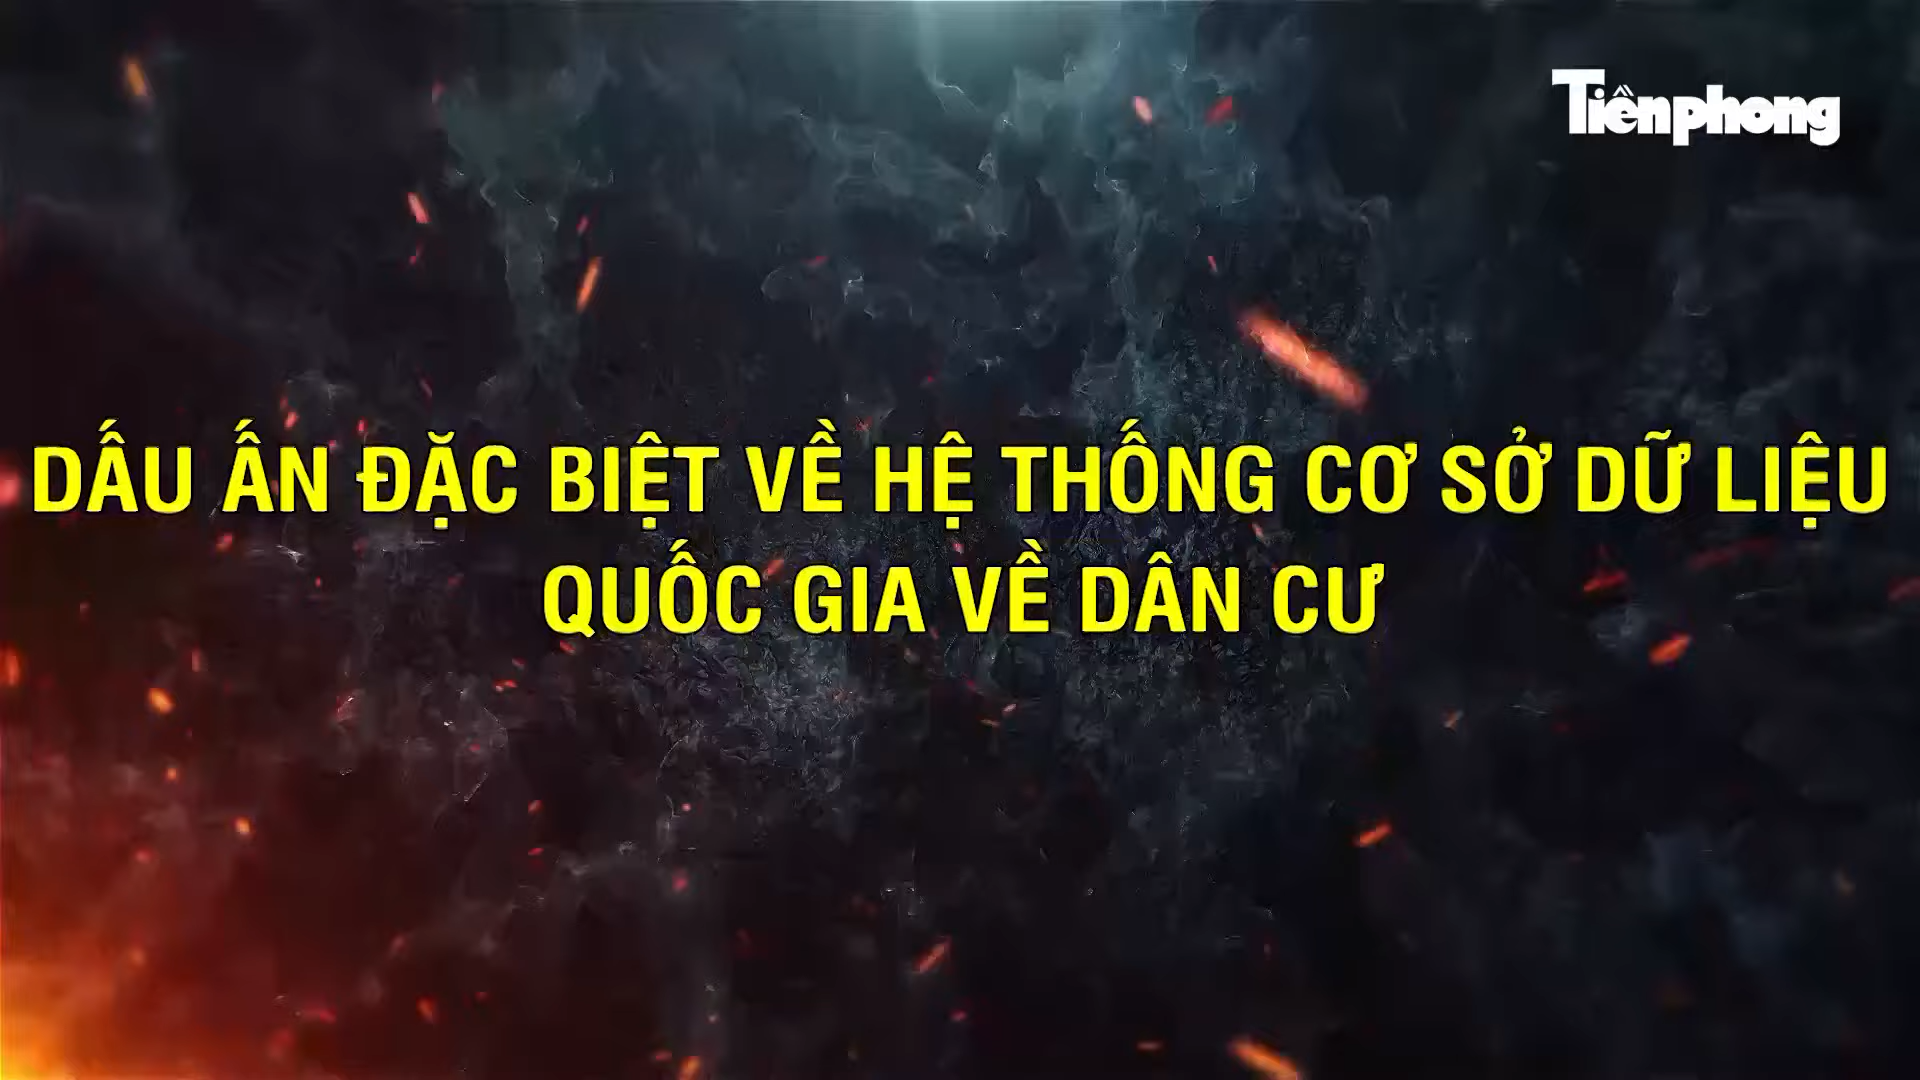 Tiềnphong
DẤU ẤN ĐẶC BIỆT VỀ HỆ THỐNG CƠ SỞ DỮ LIỆU
QUỐC GIA VỀ DÂN CƯ